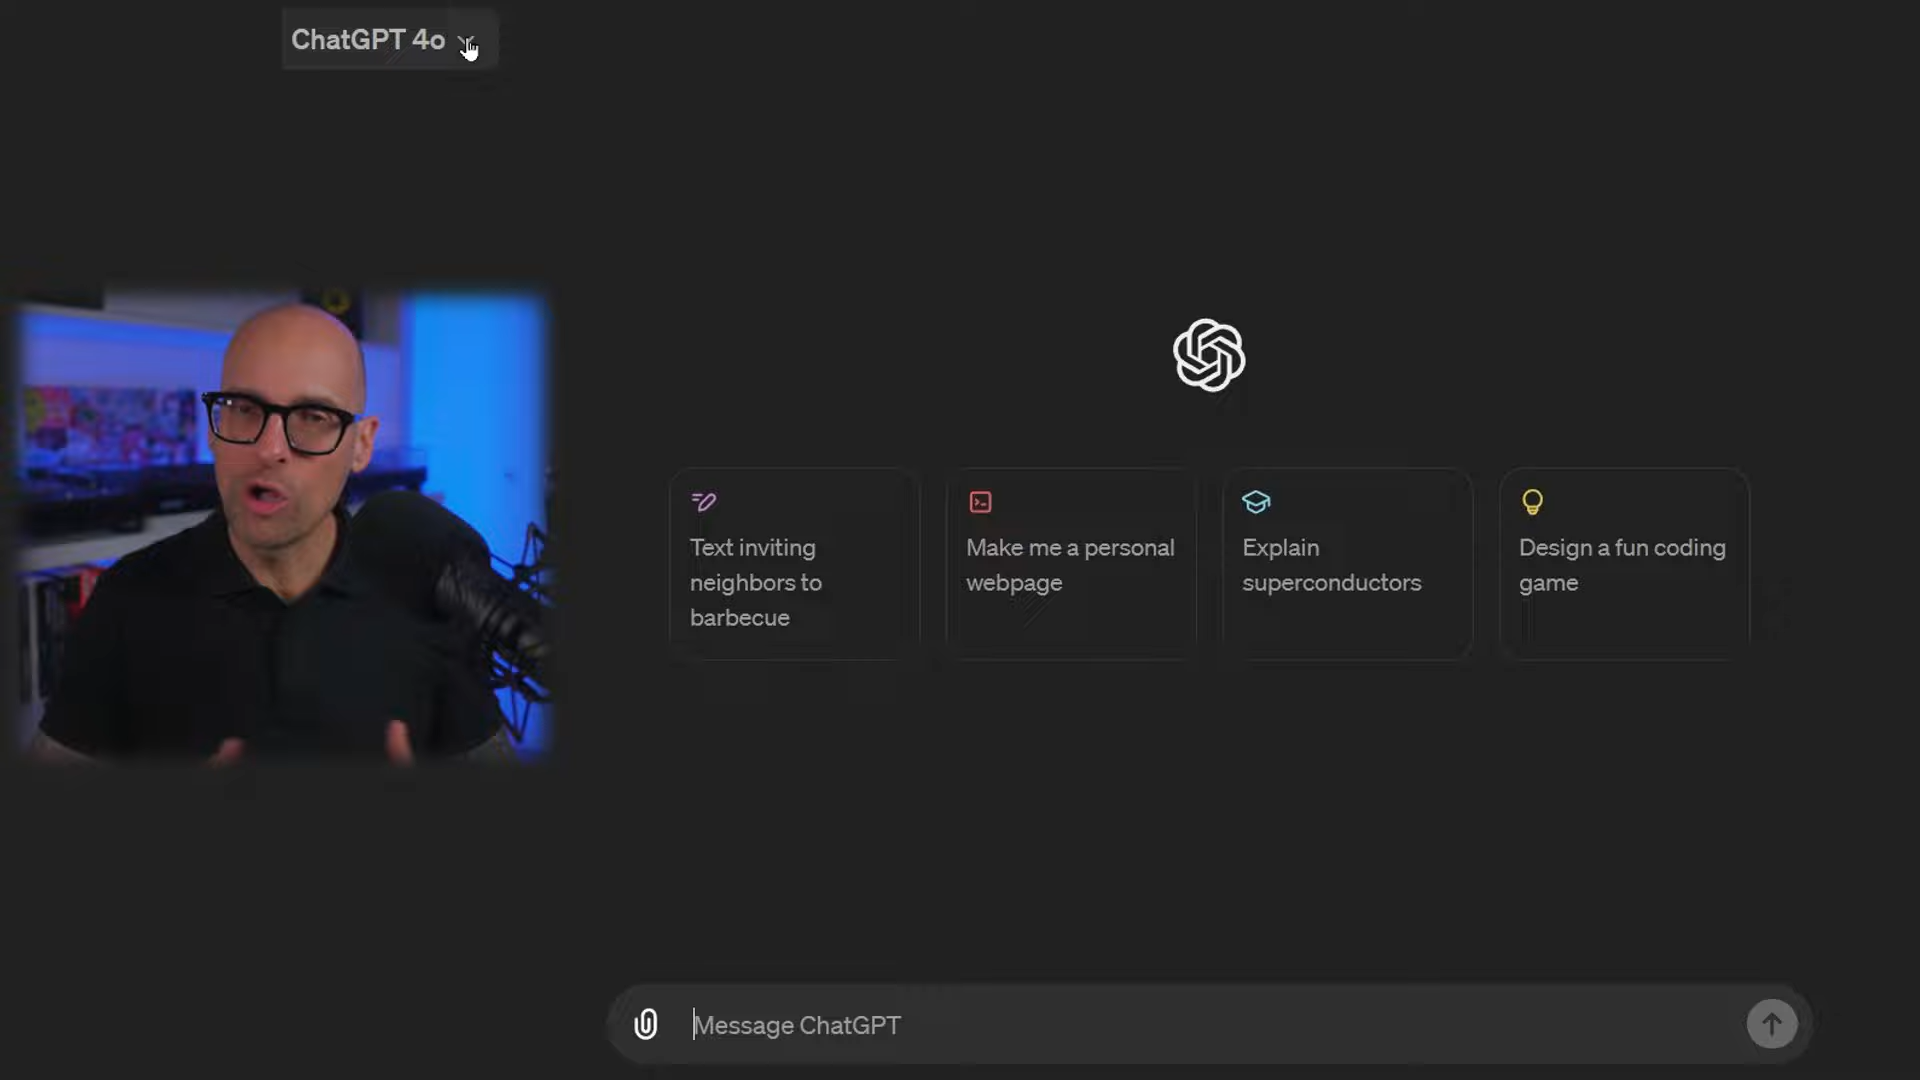 ChatGPT 4o
Text inviting
neighbors to
barbecue
Make me a personal
webpage
Explain
superconductors
Design a fun coding
game
Message ChatGPT